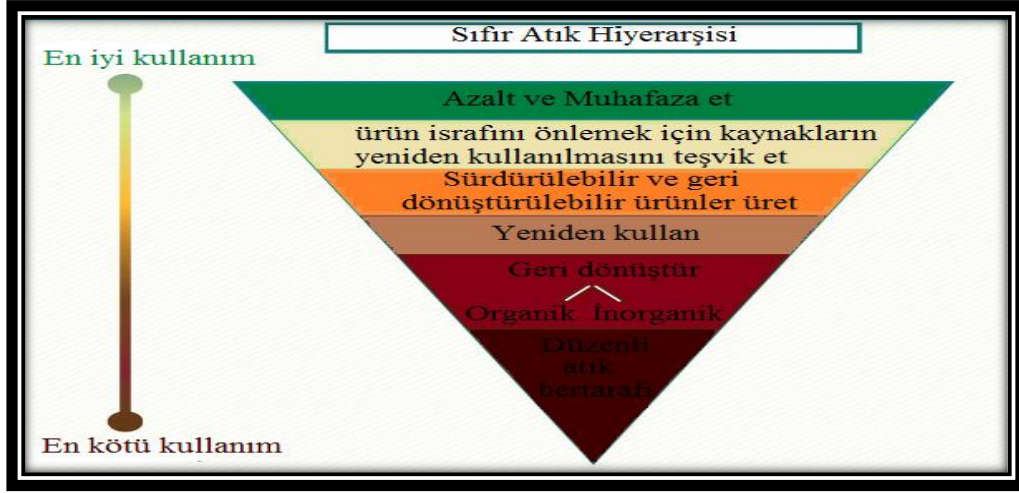 Sıfır Atık Hiyerarşisi
En iyi kullanım
Azalt ve Muhafaza et
ürün israfını önlemek için kaynakların
yeniden kullanılmasını teşvik et
Sürdürülebilir ve geri
dönüştürülebilir ürünler üret
Yeniden kullan
Geri dönüştür
Organik İnorganik
Düzenli
atık
bertarafi
En kötü kullanım